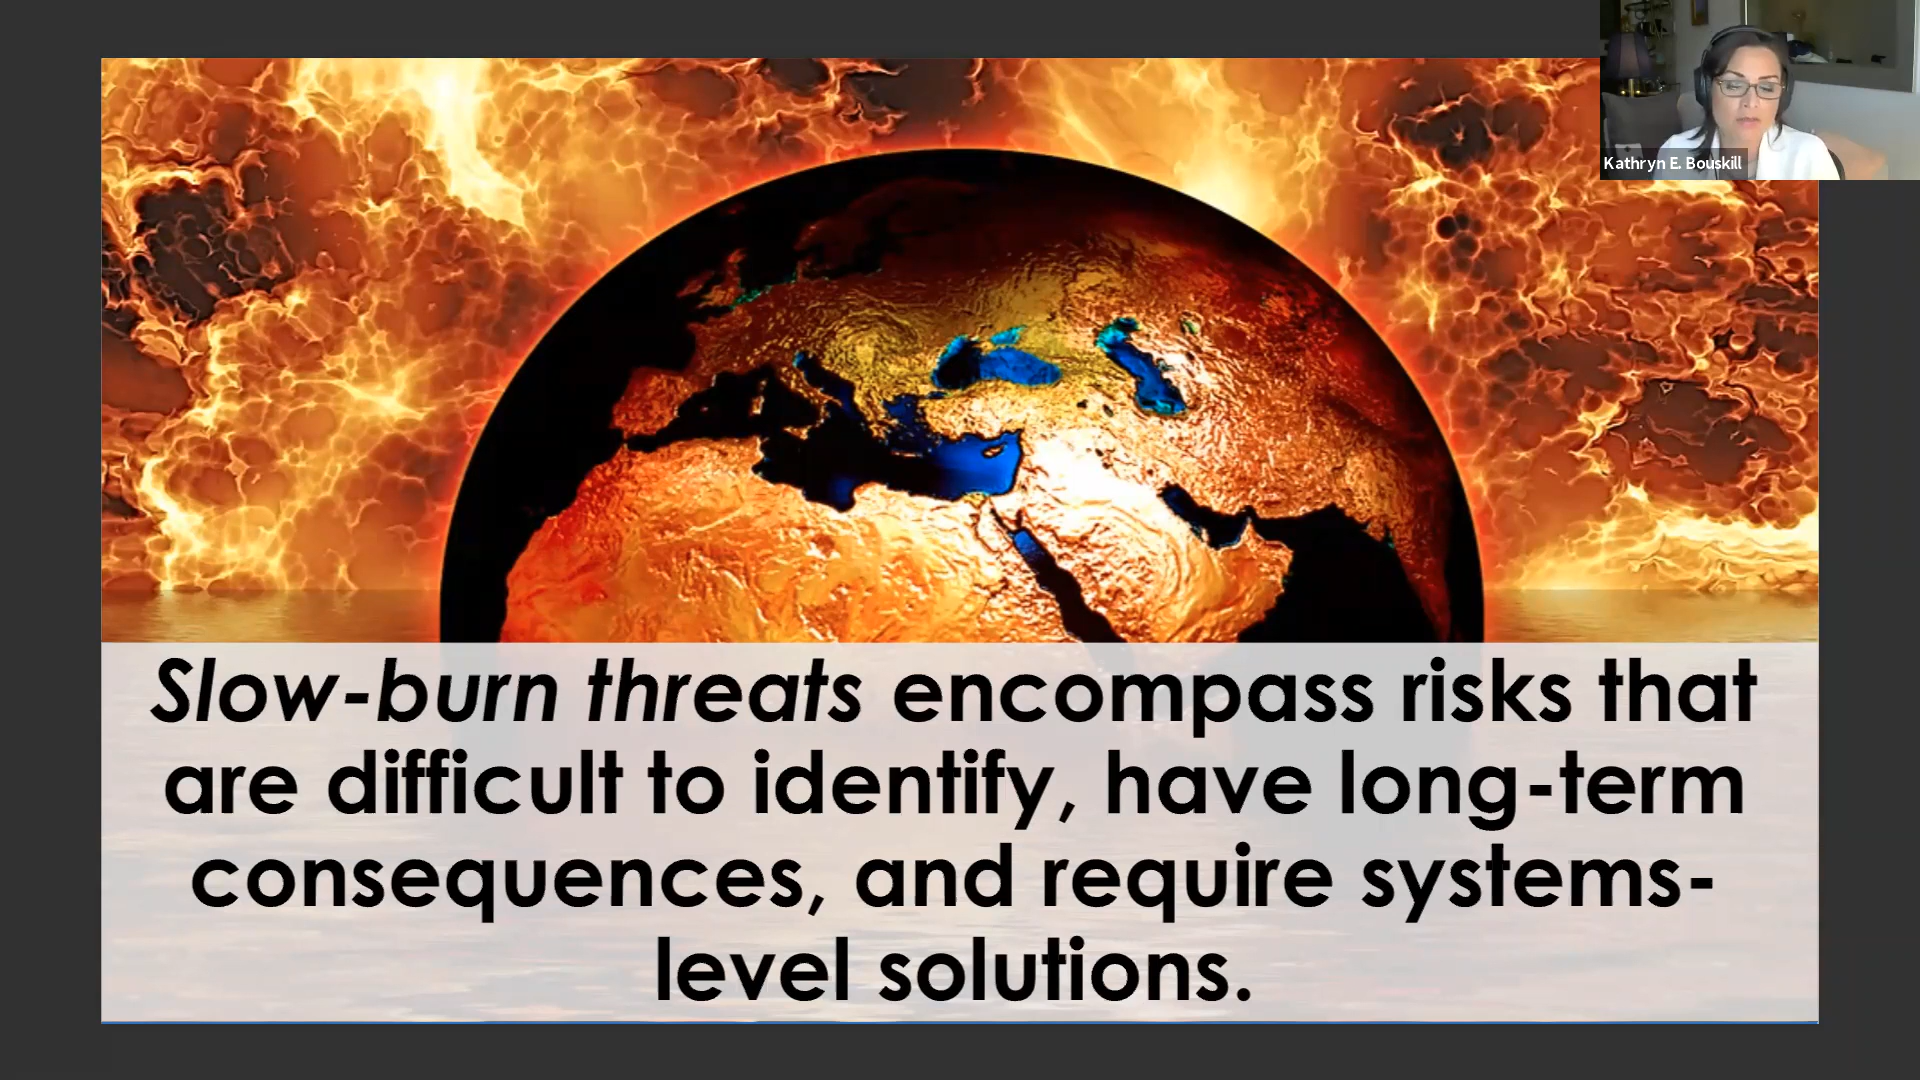 Kathryn E. Bouskill
Slow-burn threats encompass risks that
are difficult to identify, have long-term
consequences, and require systems-
level solutions.